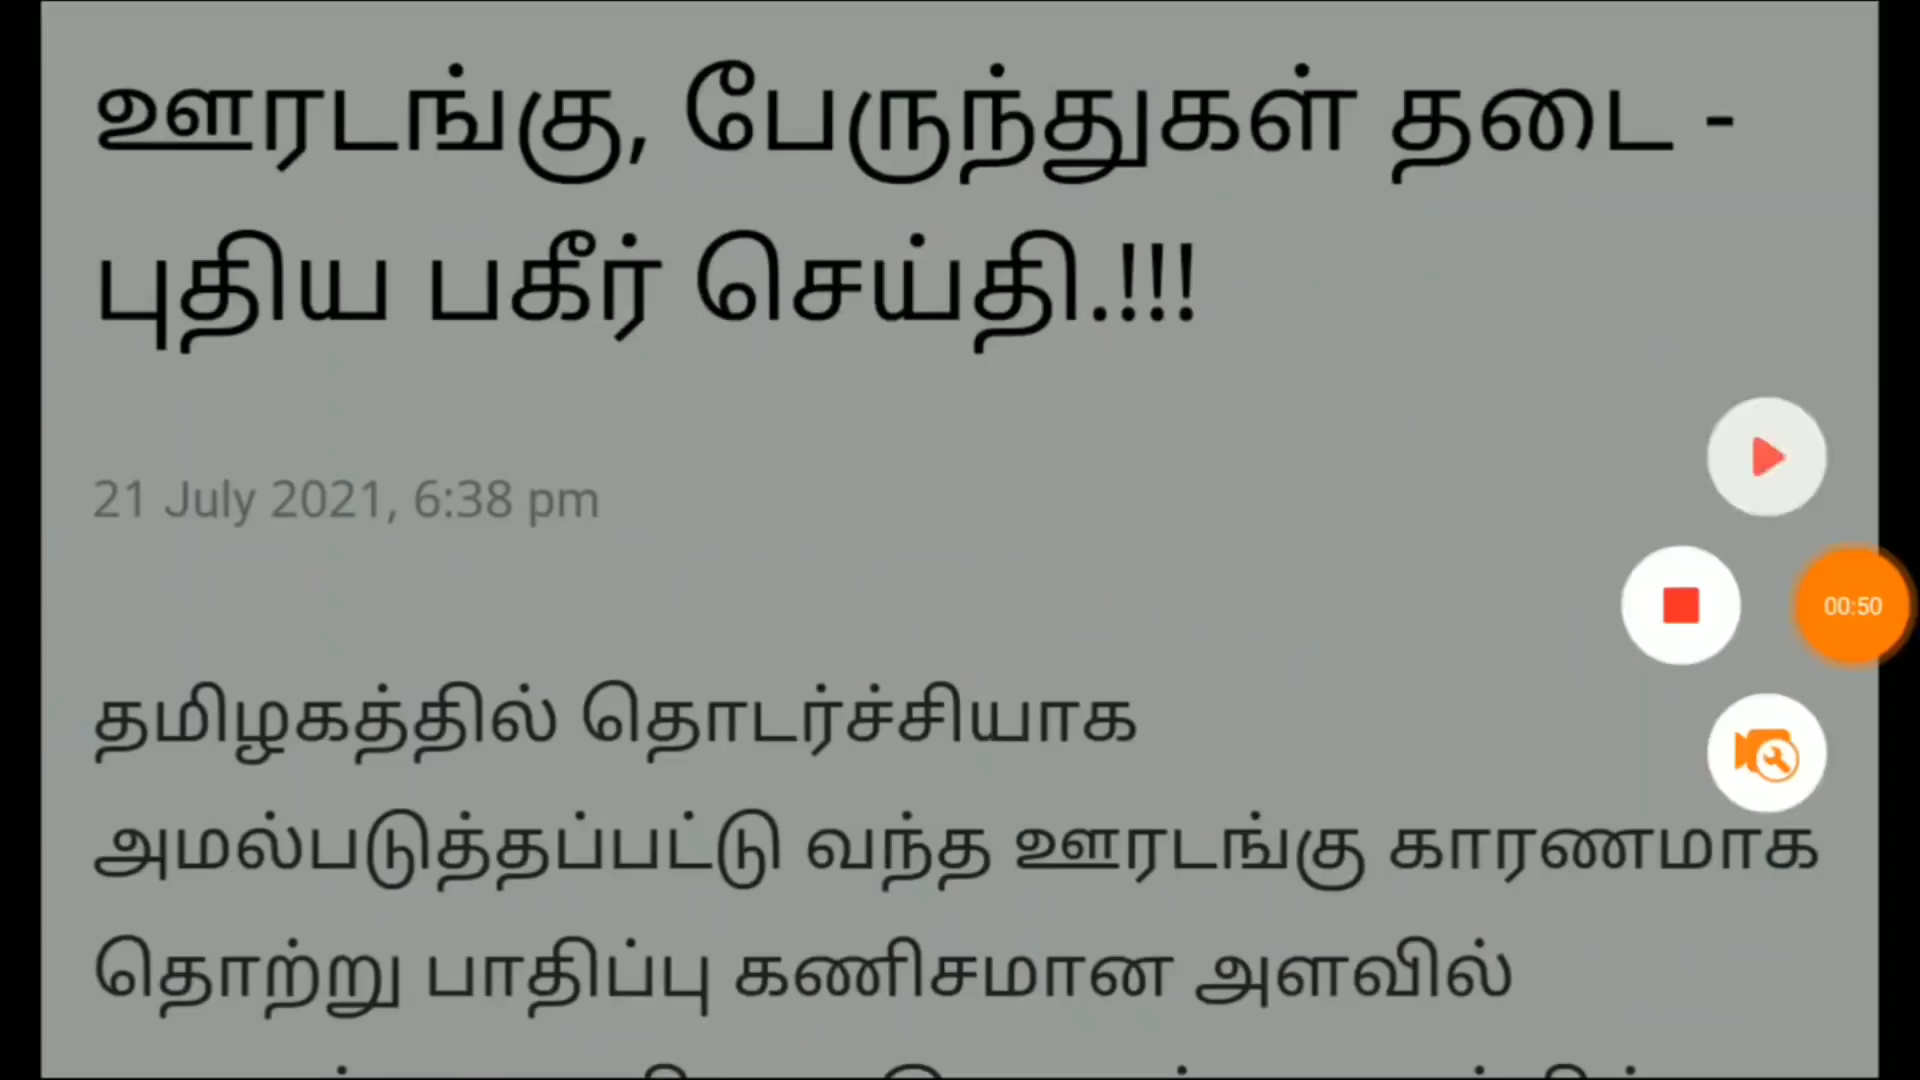 ஊரடங்கு, பேருந்துகள் தடை -
புதிய பகீர் செய்தி.!!!
21 July 2021, 6:38 pm
00:50
தமிழகத்தில் தொடர்ச்சியாக
அமல்படுத்தப்பட்டு வந்த ஊரடங்கு காரணமாக
தொற்று பாதிப்பு கணிசமான அளவில்